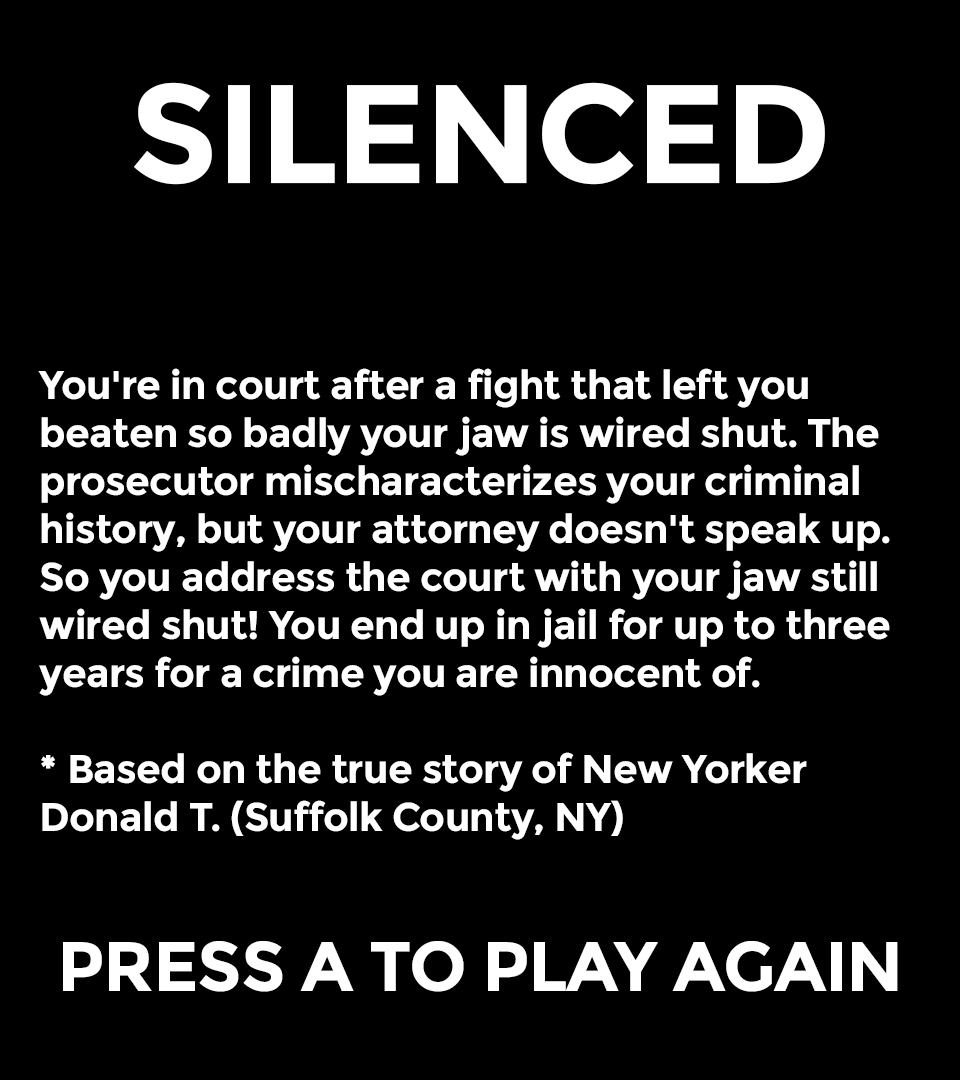 SILENCED
You're in court after a fight that left you
beaten so badly your jaw is wired shut. The
prosecutor mischaracterizes your criminal
history, but your attorney doesn't speak up.
So you address the court with your jaw still
wired shut! You end up in jail for up to three
years for a crime you are innocent of.
* Based on the true story of New Yorker
Donald T. (Suffolk County, NY)
PRESS A TO PLAY AGAIN